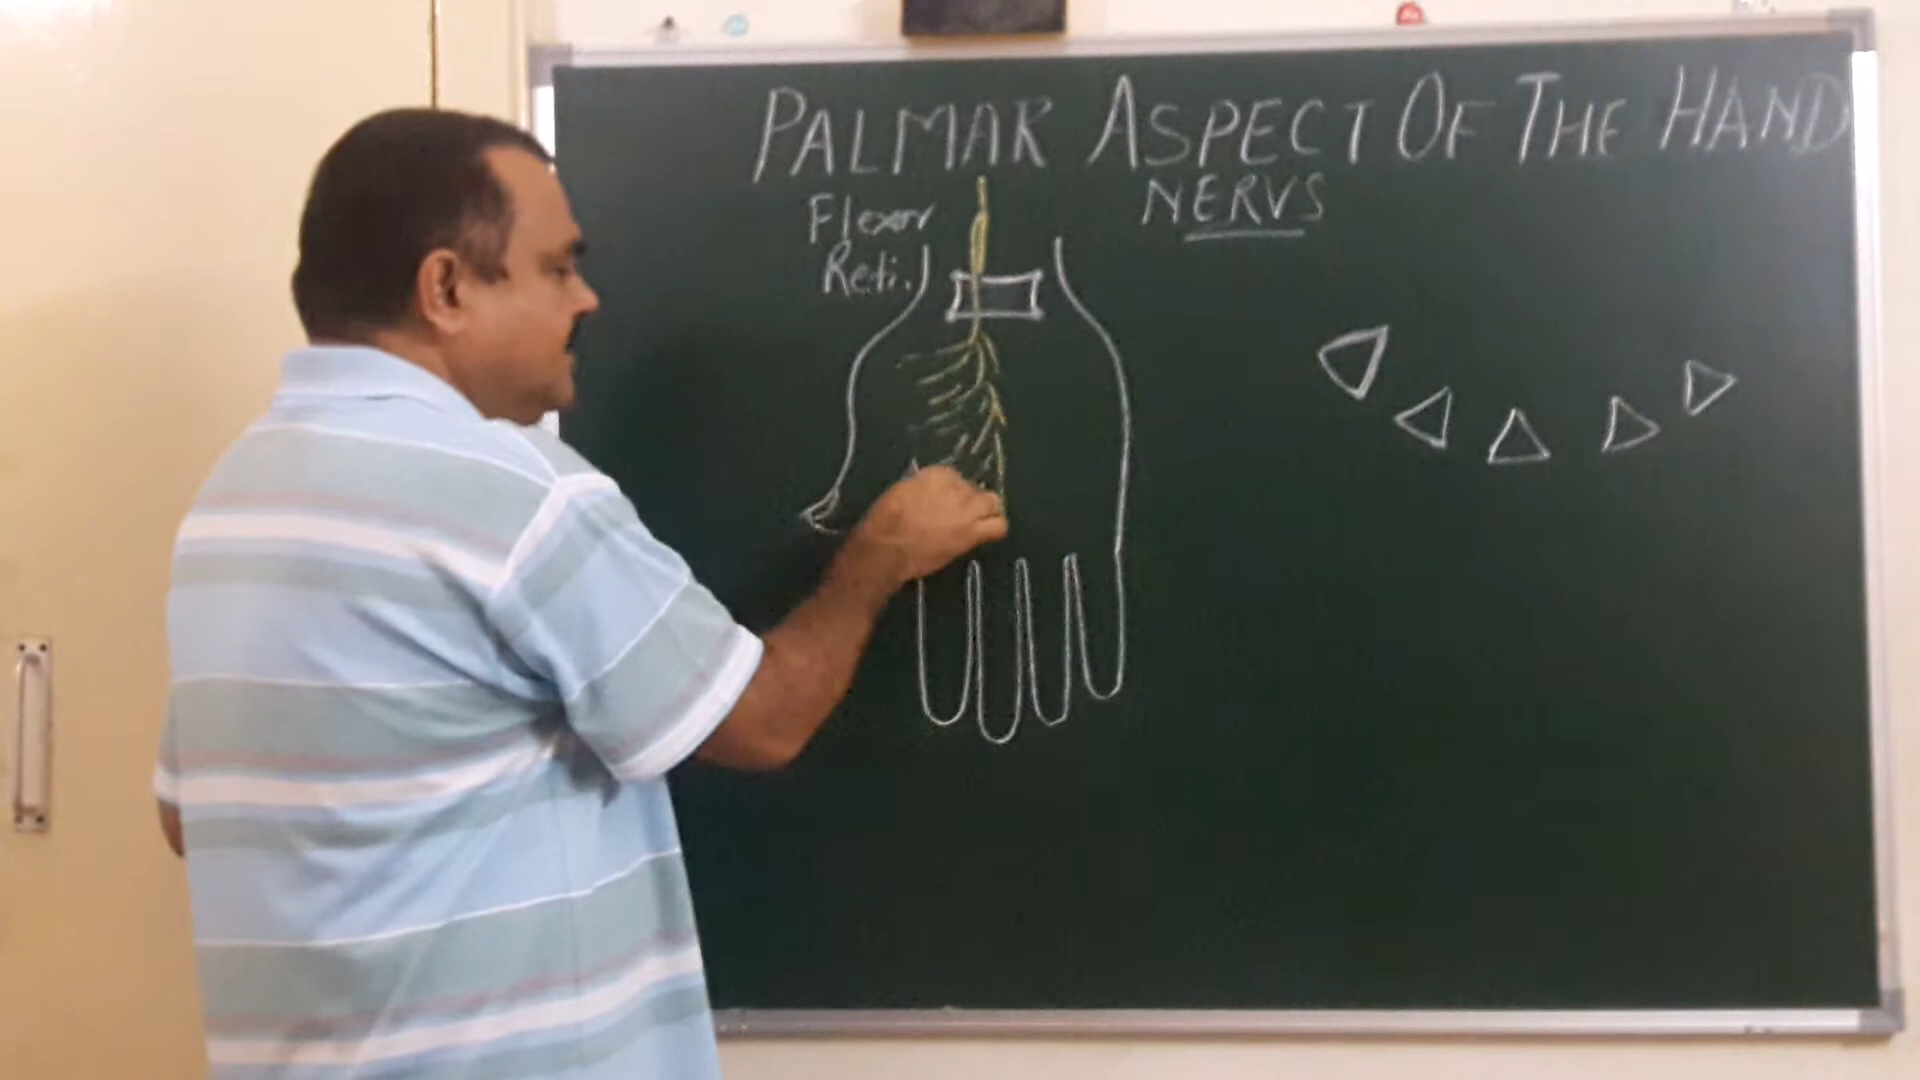 PALMAR ASPECT OF THE HAND
NERVS
Flexor
Reti.